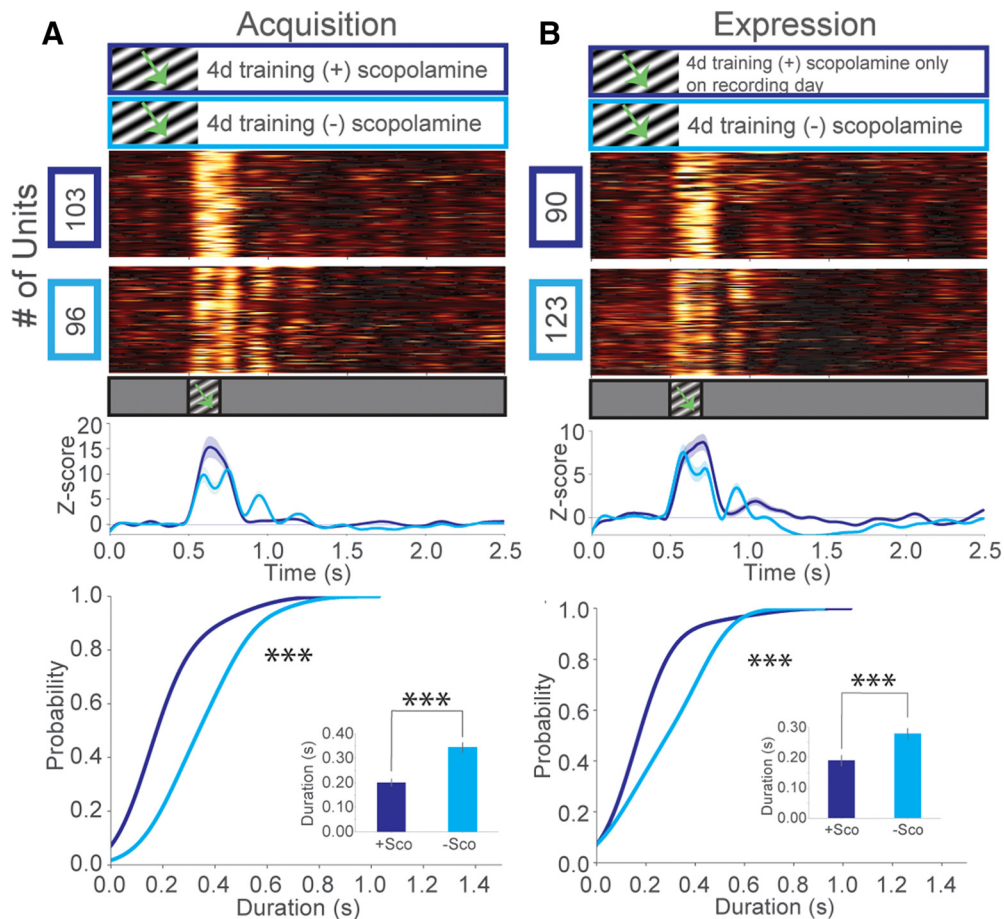 A
Acquisition
4d training (+) scopolamine
4d training (-) scopolamine
# of Units
103
96
Z-score
20
15
10
5
0
0.0 0.5 1.0 1.5 2.0 2.5
Time (s)
Probability
1.0
0.8
0.6
0.4
0.2
0.0
***
***
Duration (s)
0.40
0.30
0.20
0.10
0.00
+Sco -Sco
0.0 0.2 0.4 0.6 0.8 1.0 1.2 1.4
Duration (s)
B
Expression
4d training (+) scopolamine only
on recording day
4d training (-) scopolamine
90
123
Z-score
10
5
0
0.0 0.5 1.0 1.5 2.0 2.5
Time (s)
Probability
1.0
0.8
0.6
0.4
0.2
0.0
***
***
Duration (s)
0.30
0.20
0.10
0.00
+Sco -Sco
0.0 0.2 0.4 0.6 0.8 1.0 1.2 1.4
Duration (s)